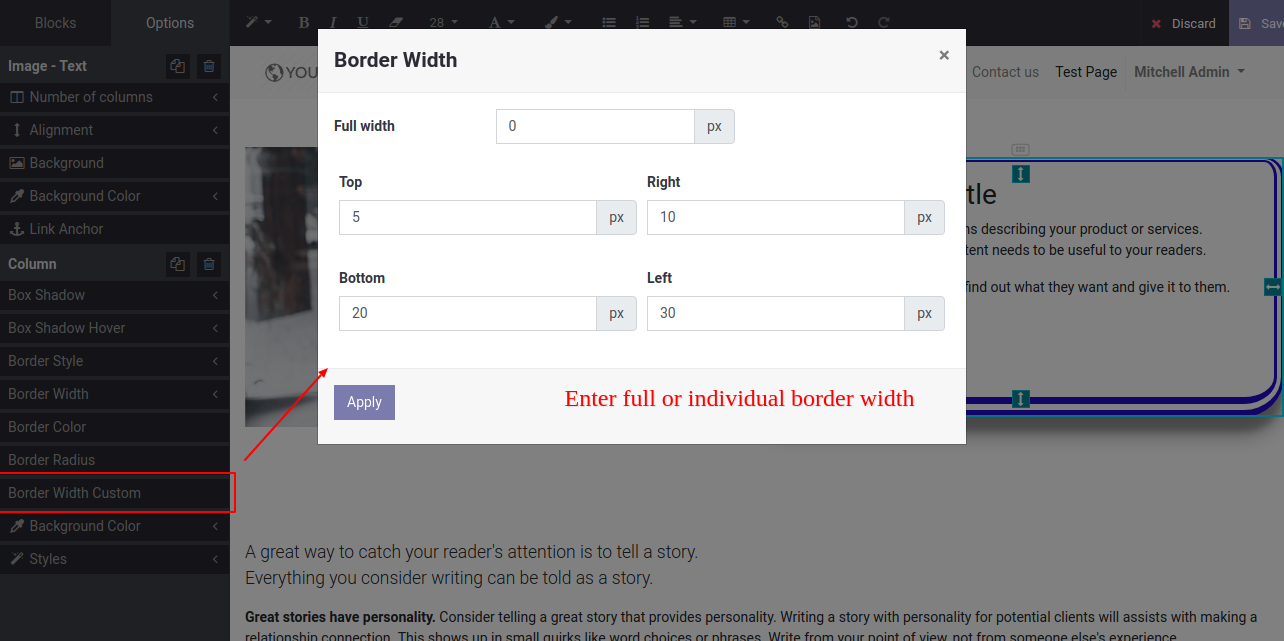 Blocks
Options
28
Discard
Save
Image - Text
Number of columns
Alignment
Background
Background Color
Link Anchor
Column
Box Shadow
Box Shadow Hover
Border Style
Border Width
Border Color
Border Radius
Border Width Custom
Background Color
Styles
YOU
Contact us
Test Page
Mitchell Admin
Border Width
×
Full width
0
px
Top
Right
5
px
10
px
Bottom
Left
20
px
30
px
Apply
Enter full or individual border width
tle
ns describing your product or services.
tent needs to be useful to your readers.
find out what they want and give it to them.
A great way to catch your reader's attention is to tell a story.
Everything you consider writing can be told as a story.
Great stories have personality. Consider telling a great story that provides personality. Writing a story with personality for potential clients will assists with making a
relationship connection. This shows up in small quirks like word choices or phrases. Write from your point of view, not from someone else's experience.